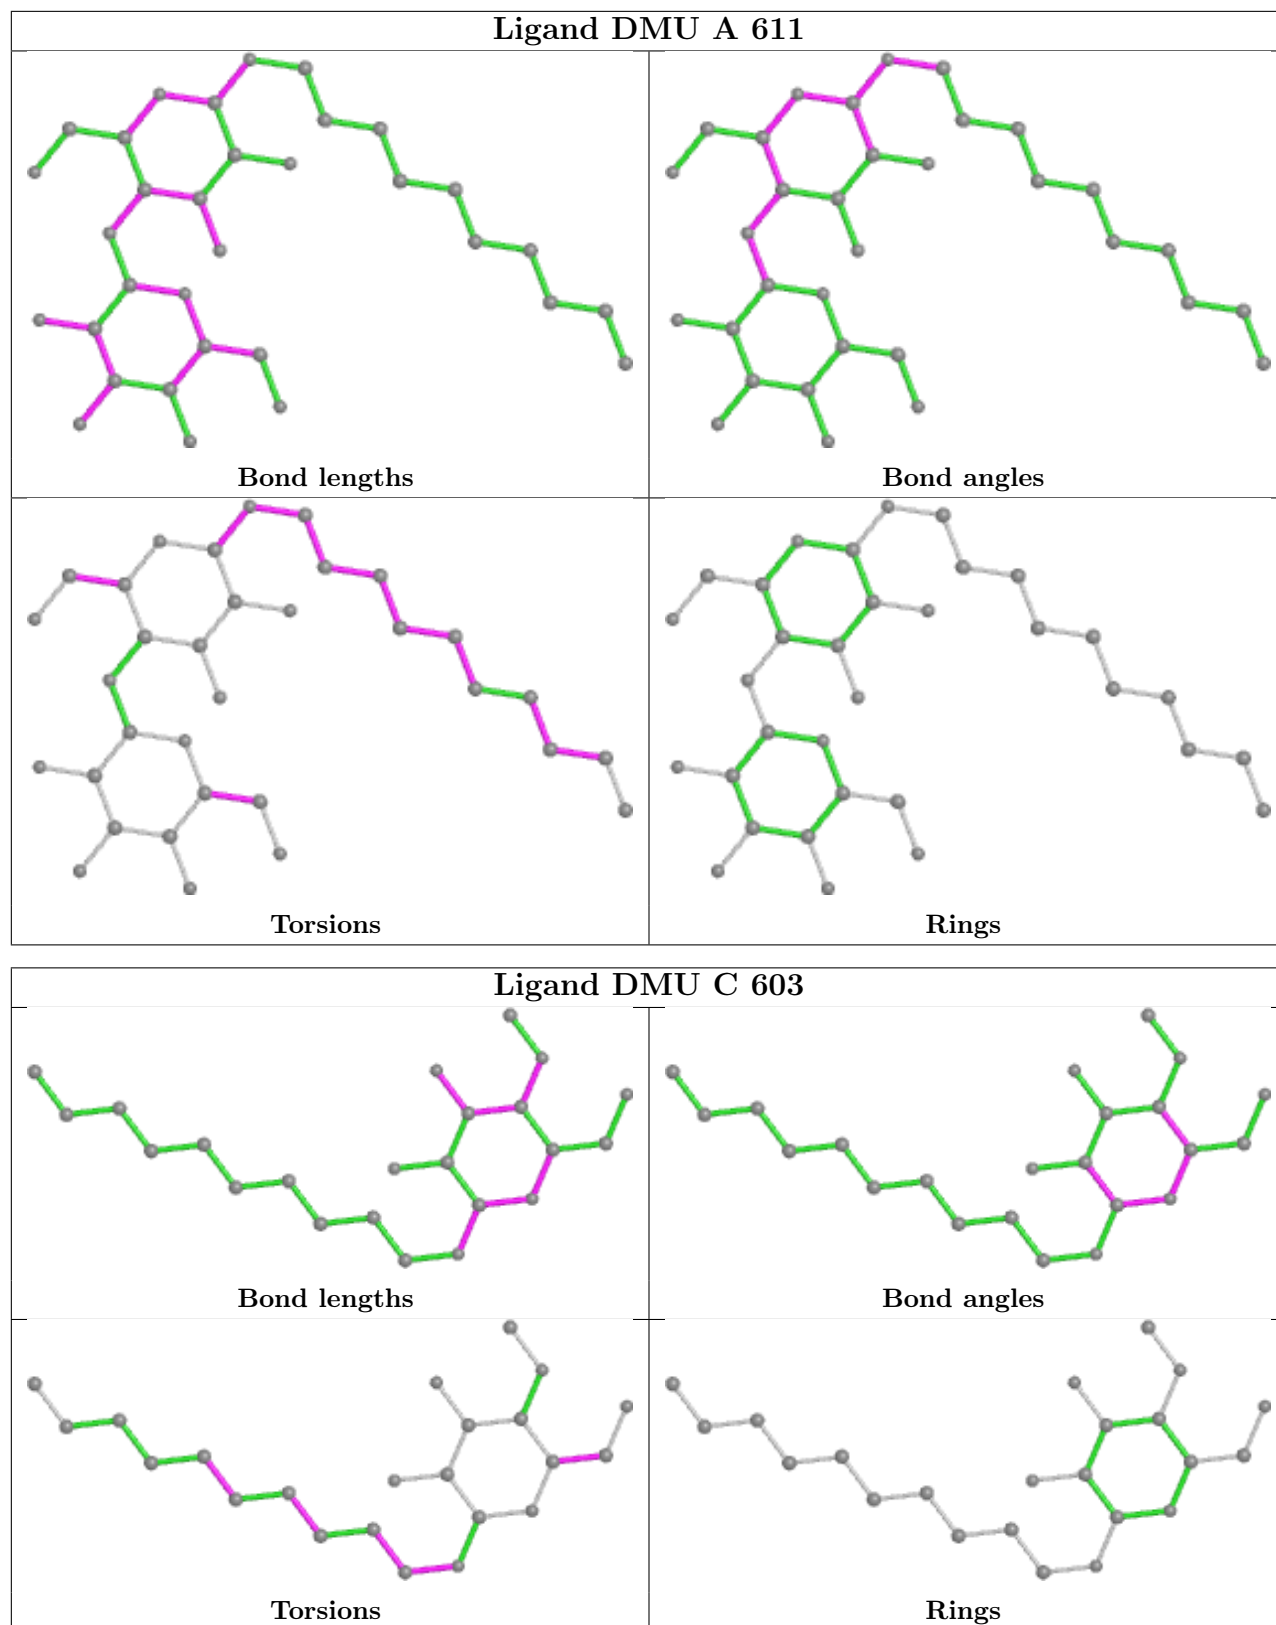 Ligand DMU A 611
Bond lengths
Bond angles
Torsions
Rings
Ligand DMU C 603
Bond lengths
Bond angles
Torsions
Rings